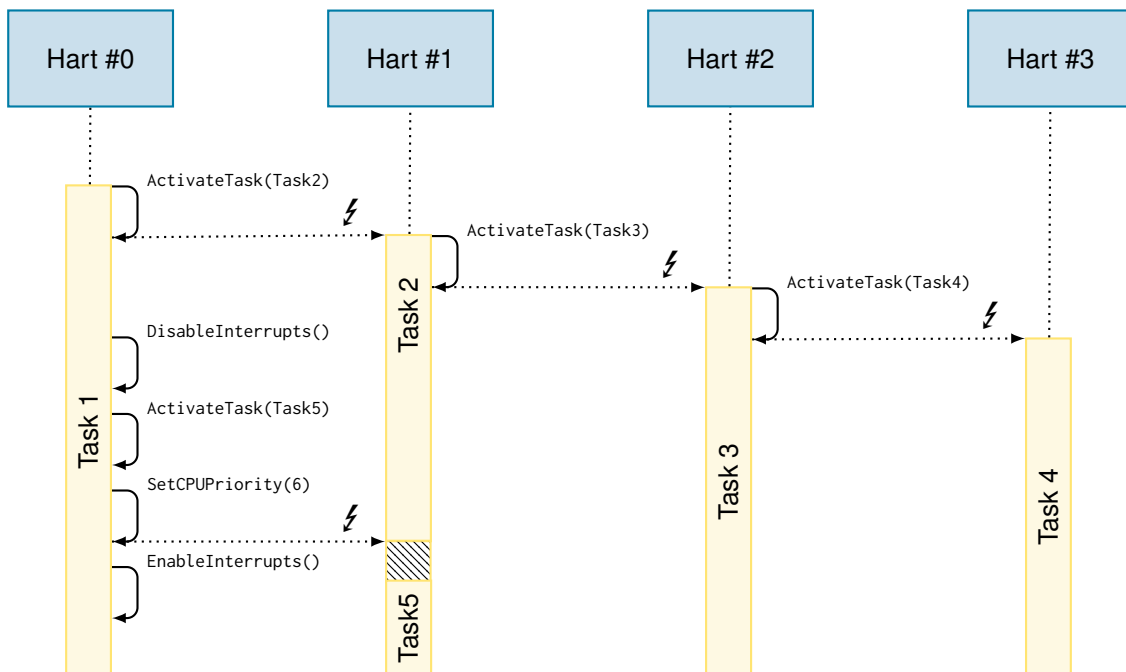 Hart #0
Hart #1
Hart #2
Hart #3
ActivateTask(Task2)
ActivateTask(Task3)
ActivateTask(Task4)
Task 2
DisableInterrupts()
Task 1
ActivateTask(Task5)
Task 3
SetCPUPriority(6)
Task 4
EnableInterrupts()
Task5